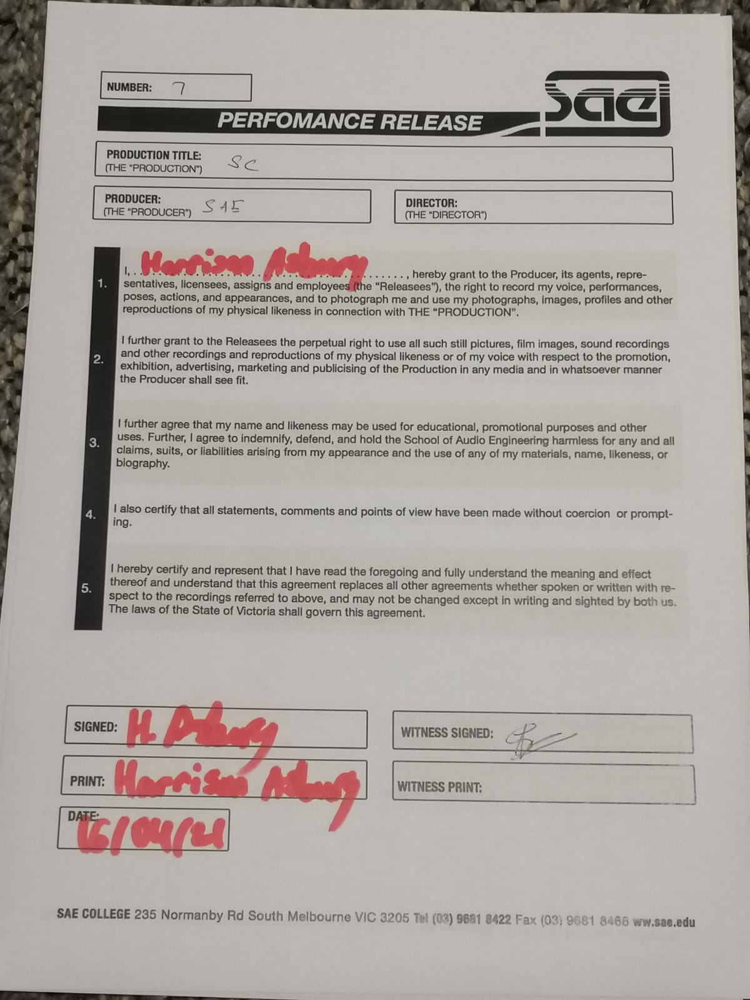 NUMBER: 7
sae
PERFOMANCE RELEASE
PRODUCTION TITLE: SC
(THE "PRODUCTION")
PRODUCER: SAE
(THE "PRODUCER")
DIRECTOR:
(THE "DIRECTOR")
1.
I, Harrison Asbury, hereby grant to the Producer, its agents, repre-
sentatives, licensees, assigns and employees (the "Releasees"), the right to record my voice, performances,
poses, actions, and appearances, and to photograph me and use my photographs, images, profiles and other
reproductions of my physical likeness in connection with THE "PRODUCTION".
2.
I further grant to the Releasees the perpetual right to use all such still pictures, film images, sound recordings
and other recordings and reproductions of my physical likeness or of my voice with respect to the promotion,
exhibition, advertising, marketing and publicising of the Production in any media and in whatsoever manner
the Producer shall see fit.
3.
I further agree that my name and likeness may be used for educational, promotional purposes and other
uses. Further, I agree to indemnify, defend, and hold the School of Audio Engineering harmless for any and all
claims, suits, or liabilities arising from my appearance and the use of any of my materials, name, likeness, or
biography.
4.
I also certify that all statements, comments and points of view have been made without coercion or prompt-
ing.
5.
I hereby certify and represent that I have read the foregoing and fully understand the meaning and effect
thereof and understand that this agreement replaces all other agreements whether spoken or written with re-
spect to the recordings referred to above, and may not be changed except in writing and sighted by both us.
The laws of the State of Victoria shall govern this agreement.
SIGNED: H. Asbury
WITNESS SIGNED:
PRINT: Harrison Asbury
WITNESS PRINT:
DATE: 16/04/21
SAE COLLEGE 235 Normanby Rd South Melbourne VIC 3205 Tel (03) 9681 8422 Fax (03) 9681 8466 ww.sae.edu